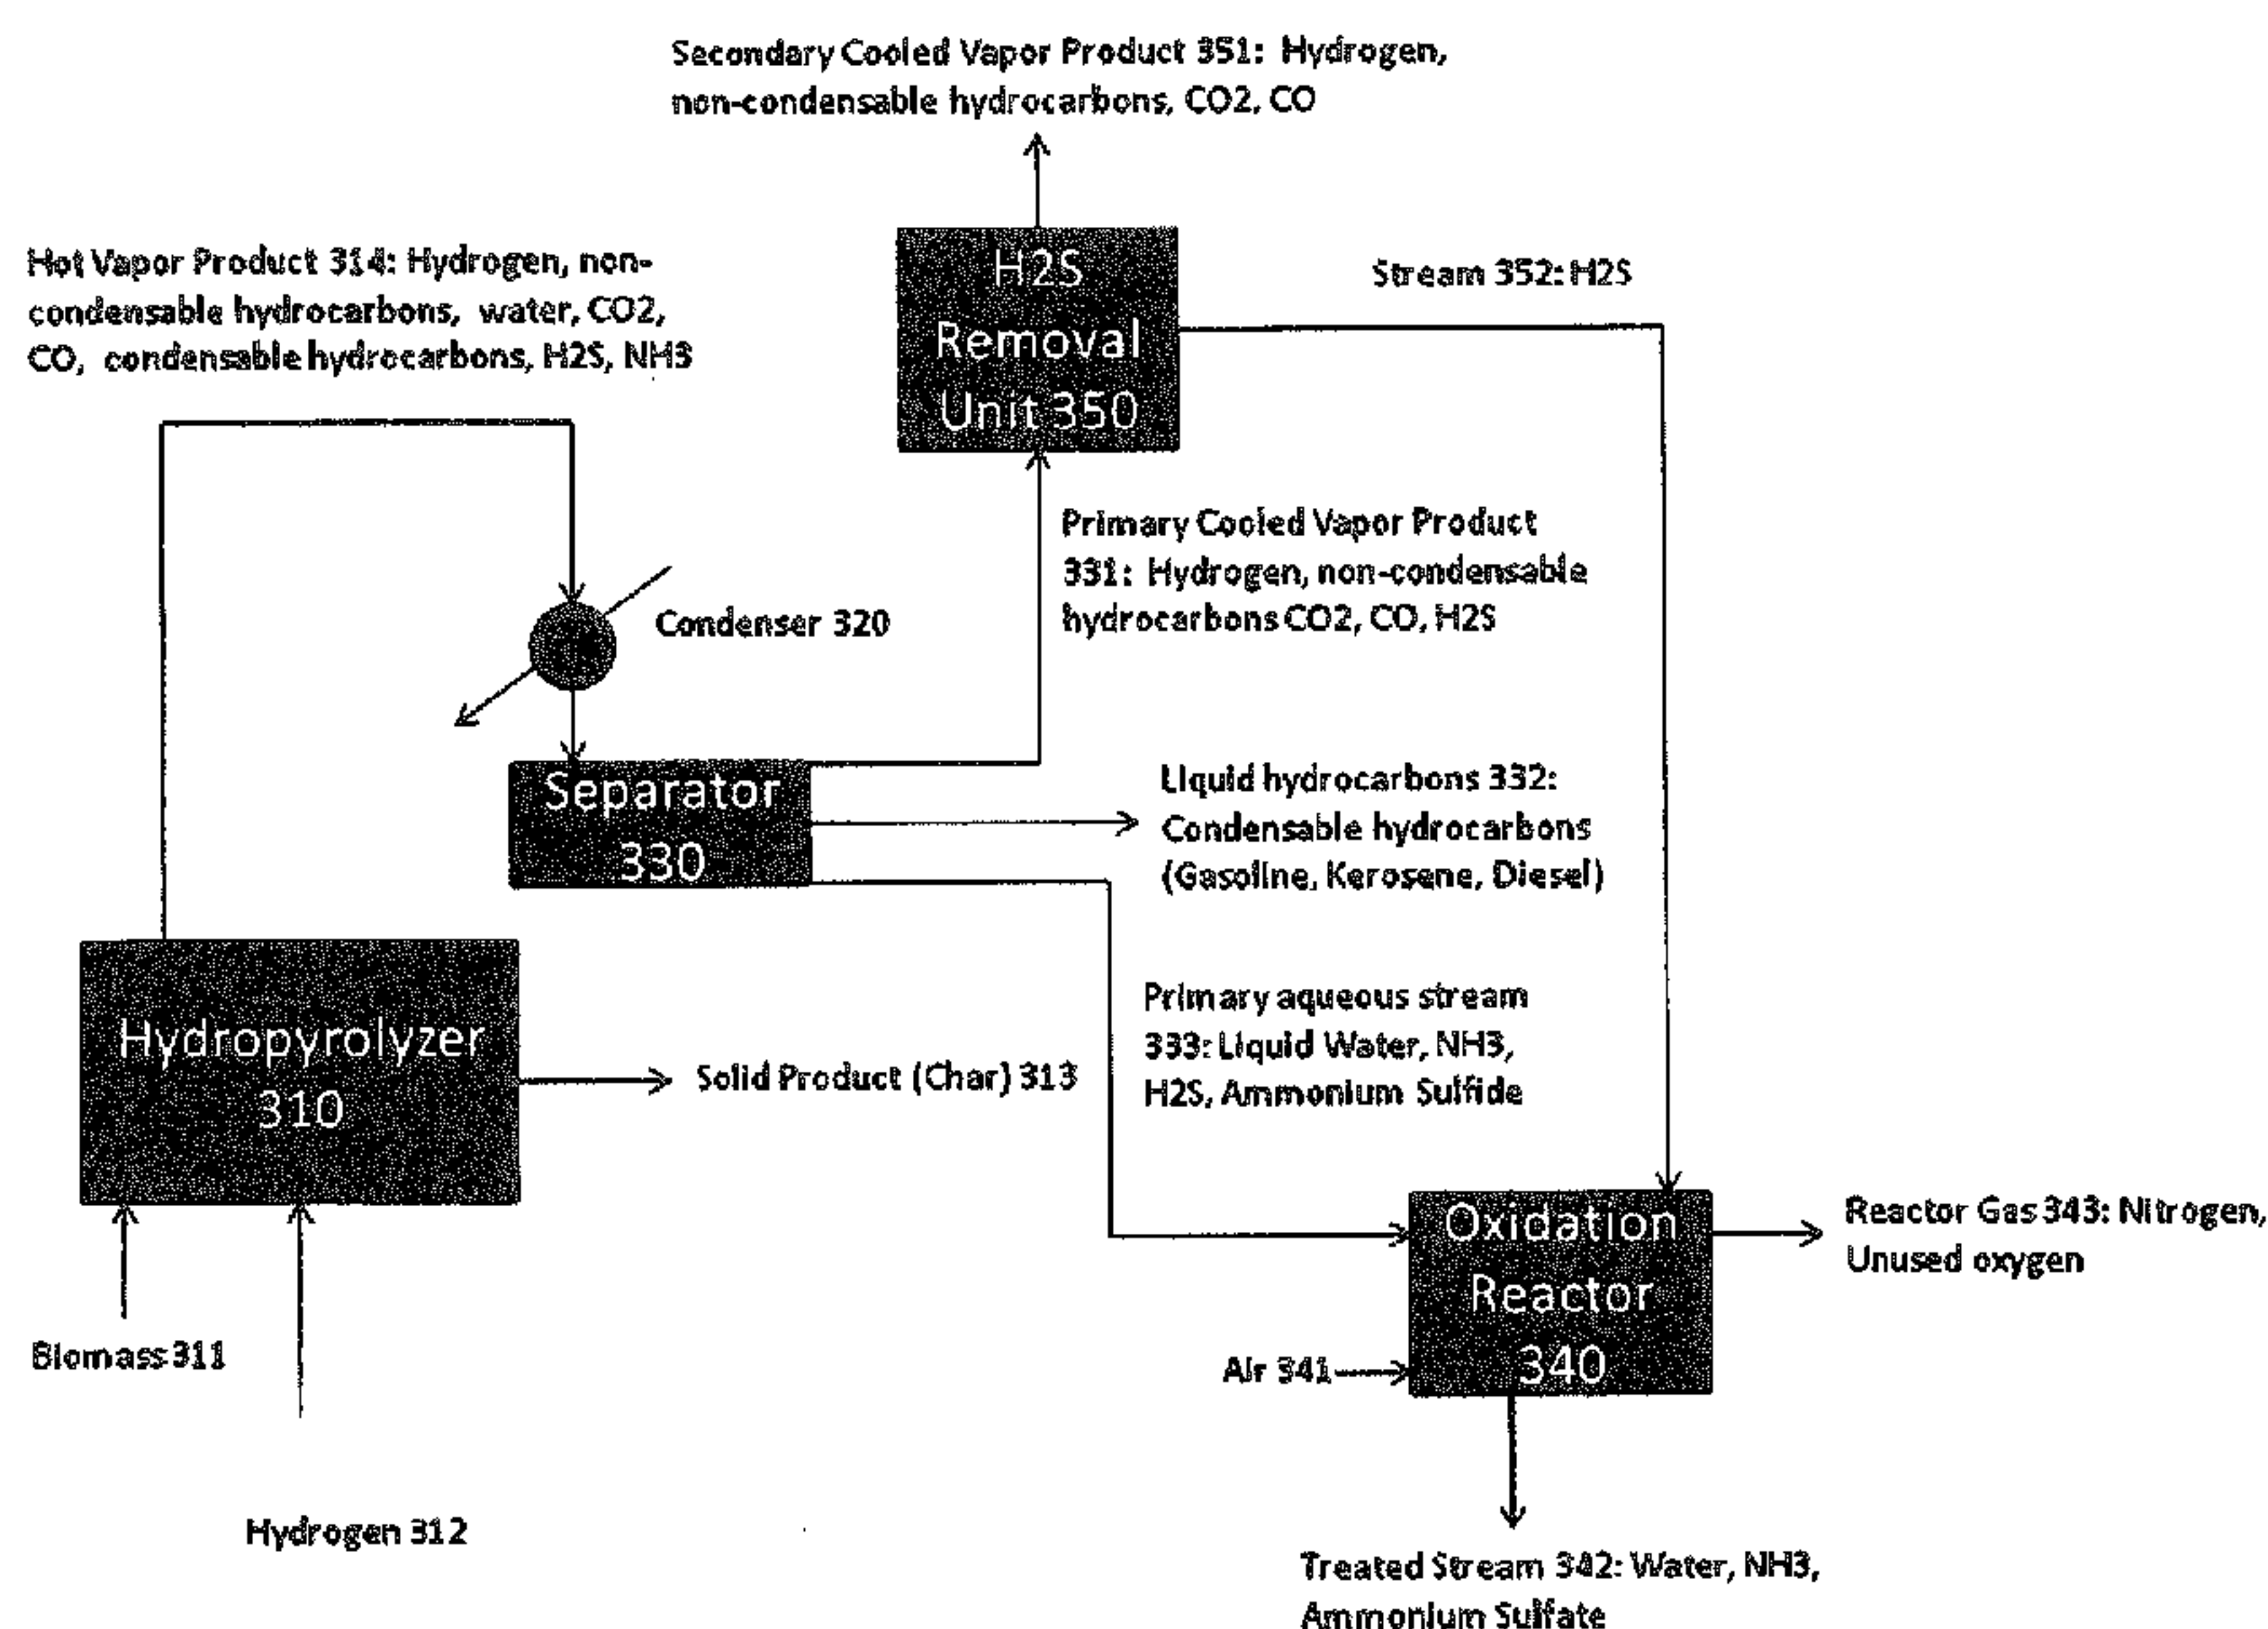 Secondary Cooled Vapor Product 351: Hydrogen,
non-condensable hydrocarbons, CO2, CO
Hot Vapor Product 314: Hydrogen, non-
condensable hydrocarbons, water, CO2,
CO, condensable hydrocarbons, H2S, NH3
H2S
Removal
Unit 350
Stream 352: H2S
Primary Cooled Vapor Product
331: Hydrogen, non-condensable
hydrocarbons CO2, CO, H2S
Condenser 320
Separator
330
Liquid hydrocarbons 332:
Condensable hydrocarbons
(Gasoline, Kerosene, Diesel)
Hydropyrolyzer
310
Solid Product (Char) 313
Primary aqueous stream
333: Liquid Water, NH3,
H2S, Ammonium Sulfide
Oxidation
Reactor
340
Reactor Gas 343: Nitrogen,
Unused oxygen
Biomass 311
Air 341
Hydrogen 312
Treated Stream 342: Water, NH3,
Ammonium Sulfate